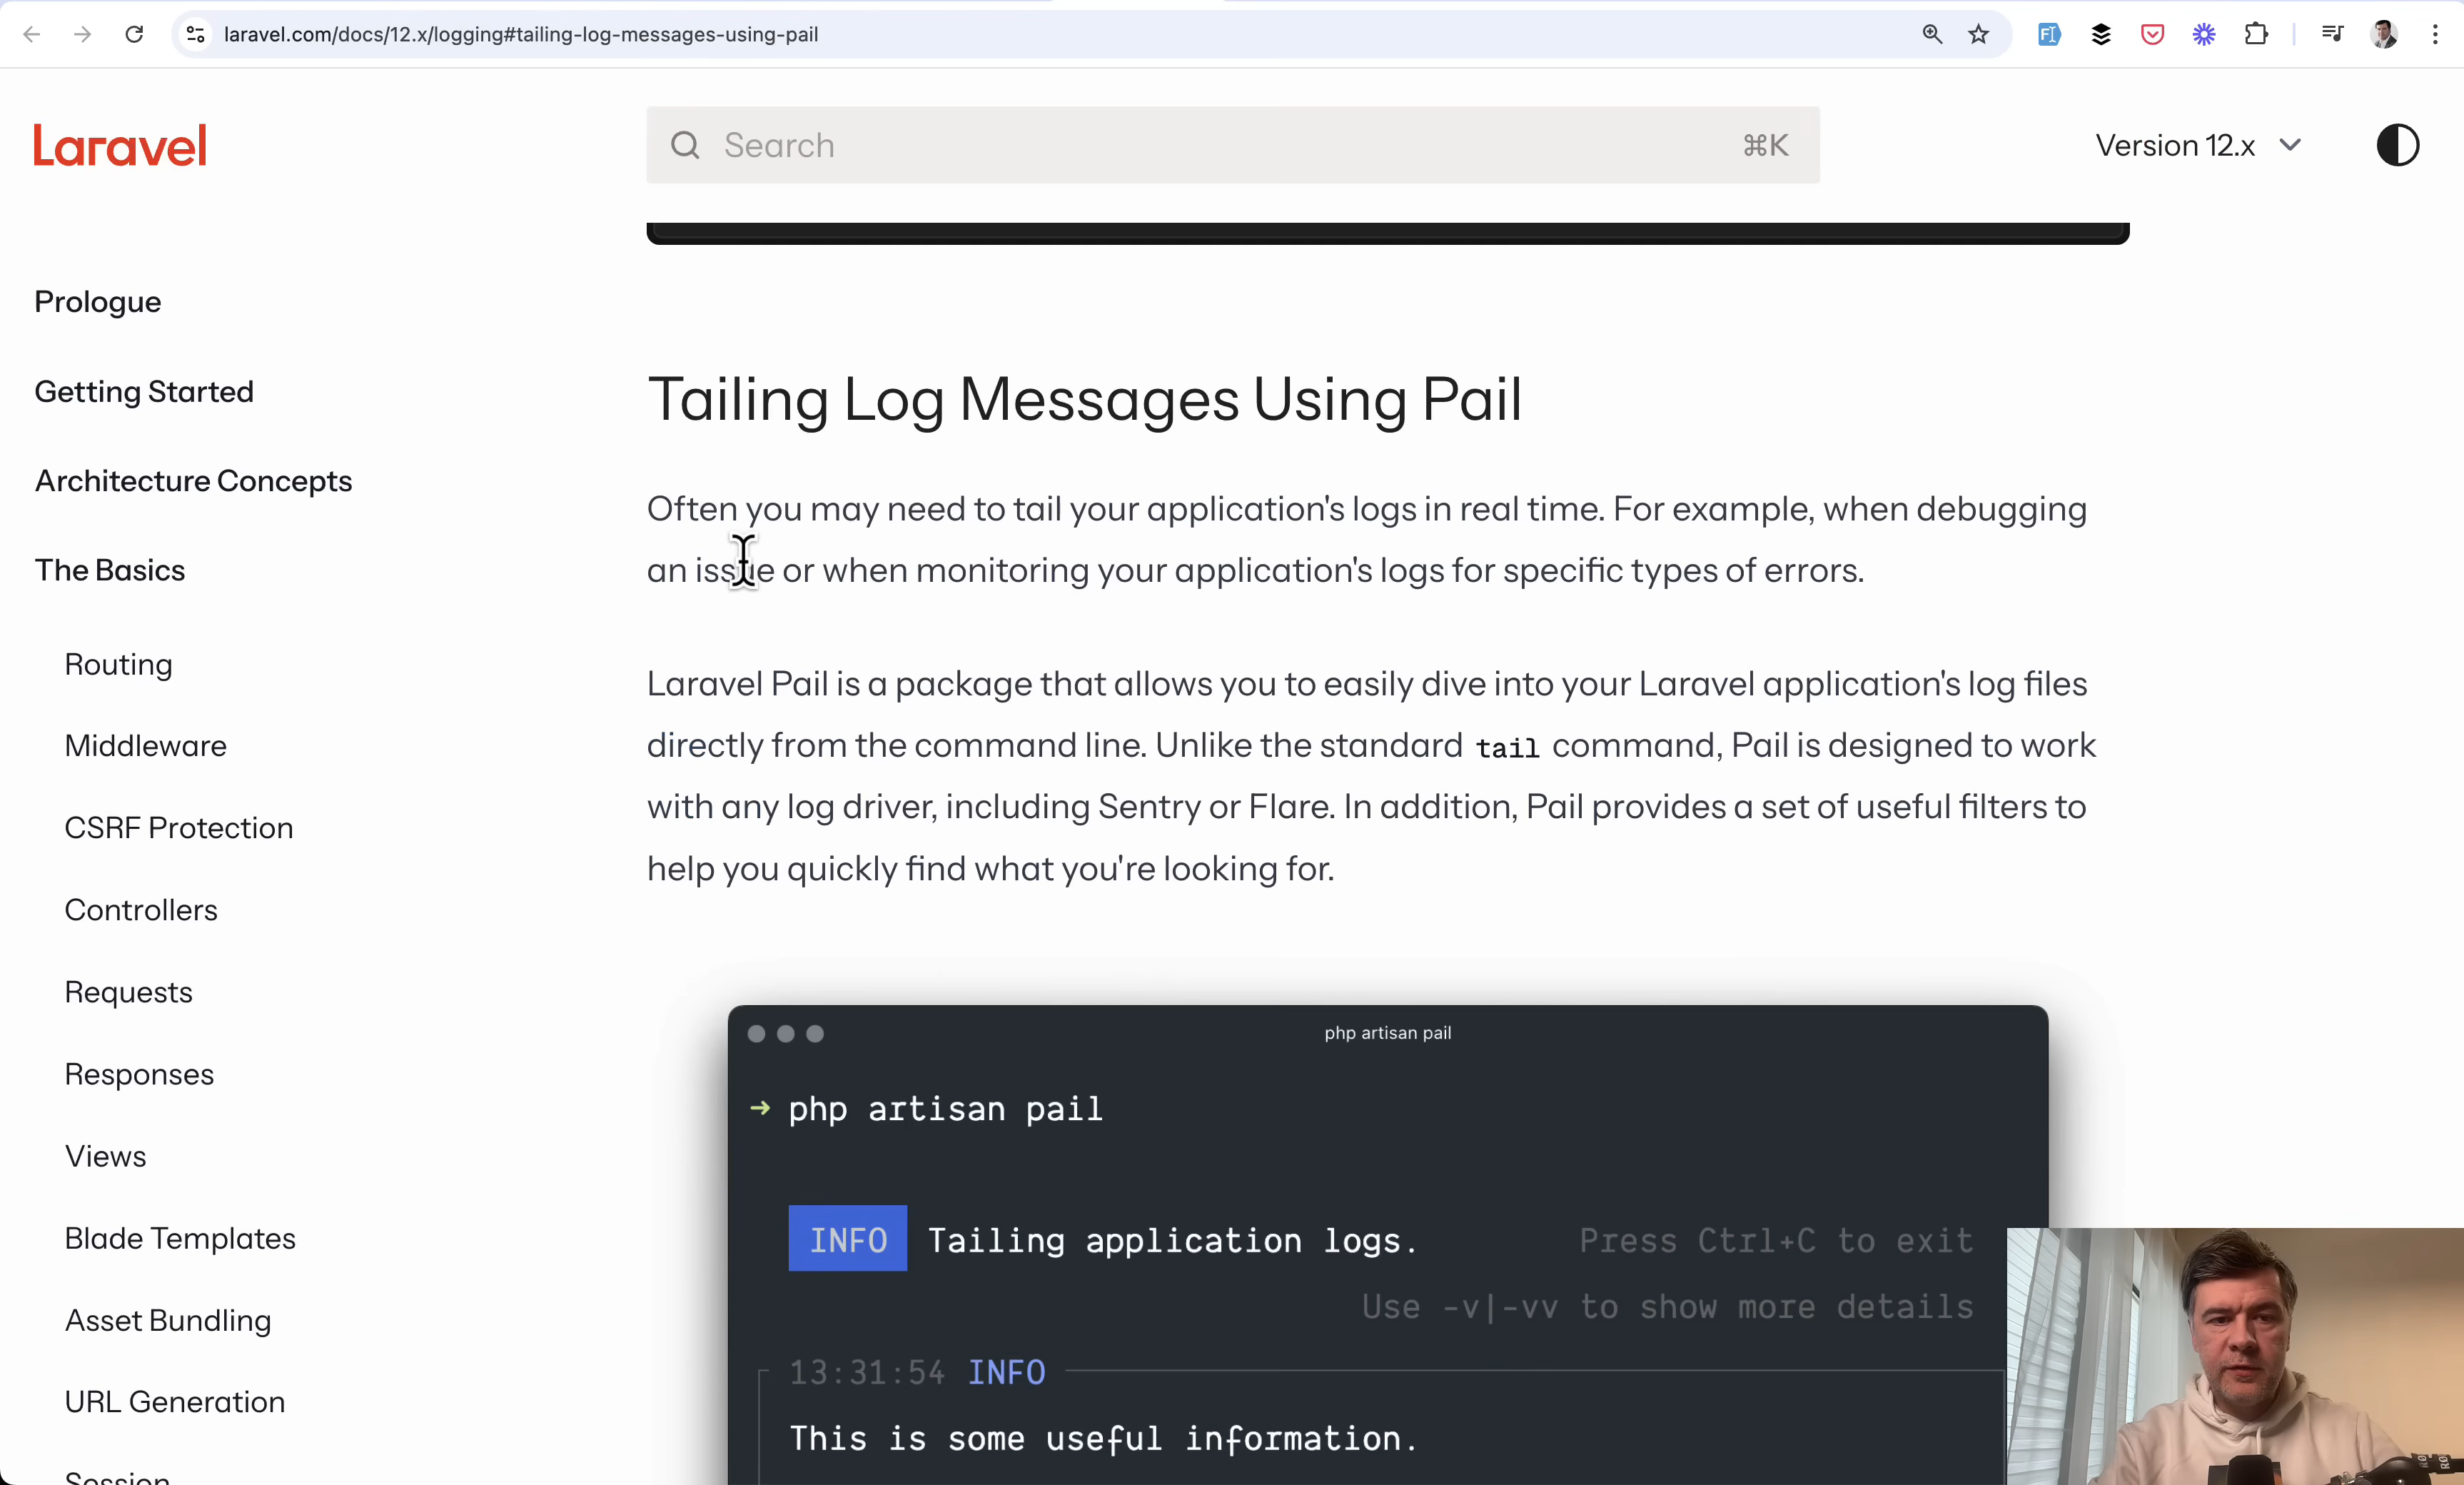 laravel.com/docs/12.x/logging#tailing-log-messages-using-pail
Laravel
Search
⌘K
Version 12.x
Prologue
Getting Started
Architecture Concepts
The Basics
Routing
Middleware
CSRF Protection
Controllers
Requests
Responses
Views
Blade Templates
Asset Bundling
URL Generation
Session
Tailing Log Messages Using Pail
Often you may need to tail your application's logs in real time. For example, when debugging
an issue or when monitoring your application's logs for specific types of errors.
Laravel Pail is a package that allows you to easily dive into your Laravel application's log files
directly from the command line. Unlike the standard tail command, Pail is designed to work
with any log driver, including Sentry or Flare. In addition, Pail provides a set of useful filters to
help you quickly find what you're looking for.
php artisan pail
→ php artisan pail
INFO Tailing application logs. Press Ctrl+C to exit
Use -v|-vv to show more details
13:31:54 INFO
This is some useful information.